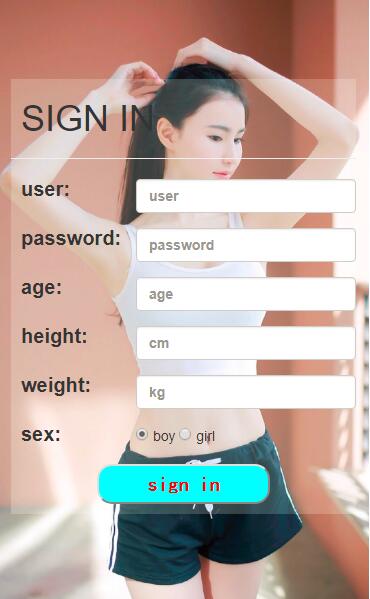 SIGN IN
user: user
password: password
age: age
height: cm
weight: kg
sex: boy girl
sign in